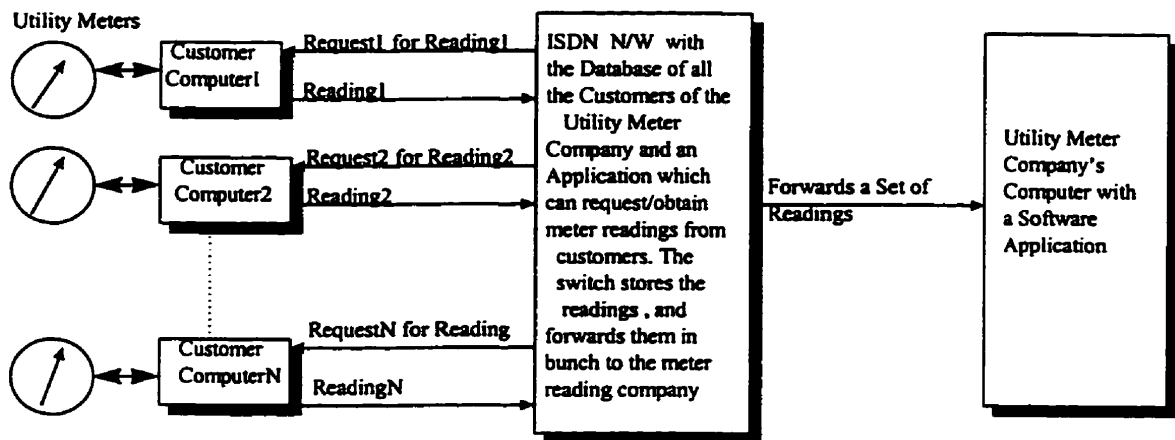 Utility Meters
Customer
Computer1
Request1 for Reading1
Reading1
Customer
Computer2
Request2 for Reading2
Reading2
Customer
ComputerN
RequestN for Reading
ReadingN
ISDN N/W with
the Database of all
the Customers of the
Utility Meter
Company and an
Application which
can request/obtain
meter readings from
customers. The
switch stores the
readings , and
forwards them in
bunch to the meter
reading company
Forwards a Set of
Readings
Utility Meter
Company's
Computer with
a Software
Application